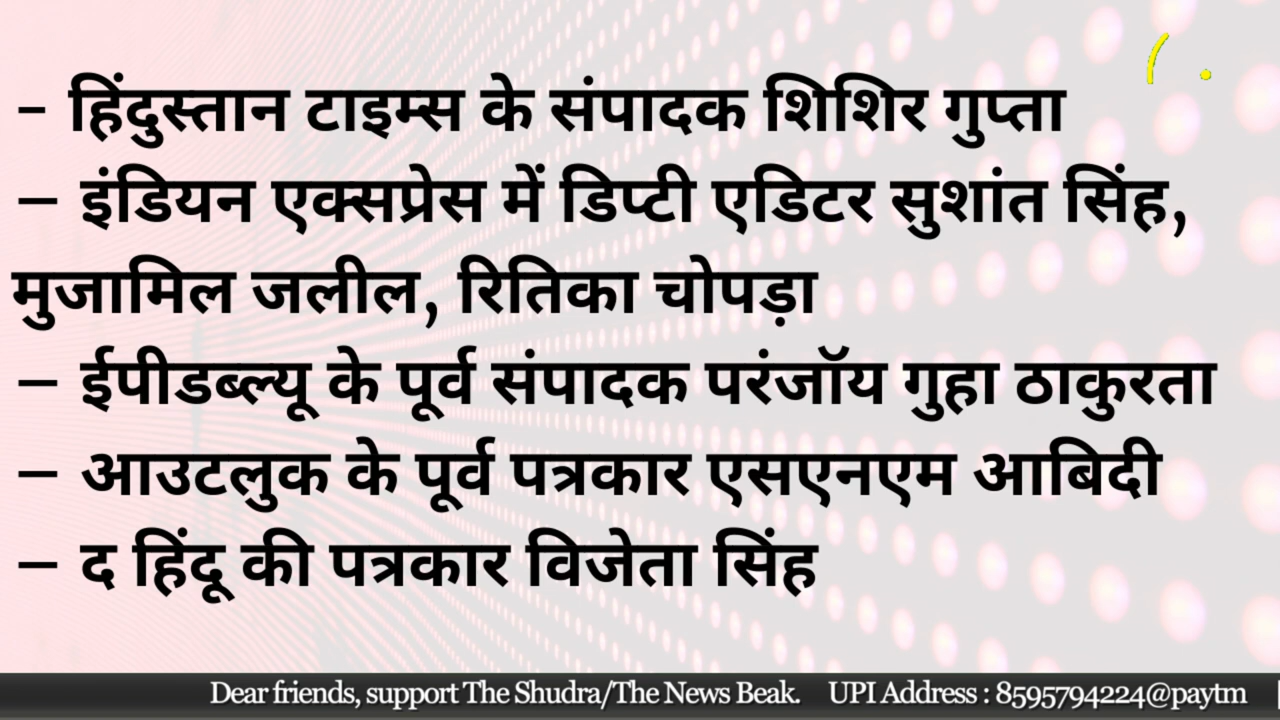 - हिंदुस्तान टाइम्स के संपादक शिशिर गुप्ता
– इंडियन एक्सप्रेस में डिप्टी एडिटर सुशांत सिंह,
मुजामिल जलील, रितिका चोपड़ा
– ईपीडब्ल्यू के पूर्व संपादक परंजॉय गुहा ठाकुरता
– आउटलुक के पूर्व पत्रकार एसएनएम आबिदी
– द हिंदू की पत्रकार विजेता सिंह
Dear friends, support The Shudra/The News Beak. UPI Address : 8595794224@paytm